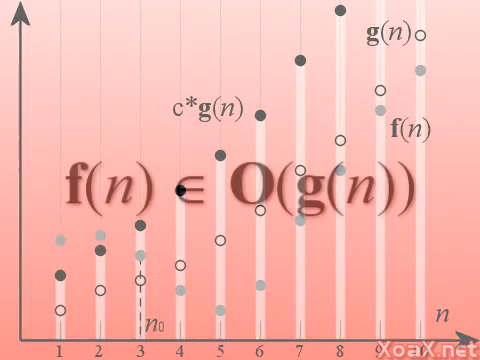 g(n)
c*g(n)
f(n)
f(n) ∈ O(g(n))
n₀
n
1 2 3 4 5 6 7 8 9
XoaX.net